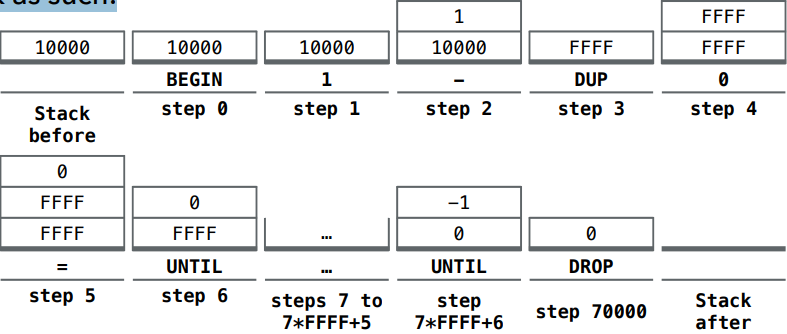 k as such:
1 FFFF
10000 10000 10000 10000 FFFF FFFF
BEGIN 1 – DUP 0
Stack before step 0 step 1 step 2 step 3 step 4
0
FFFF 0 –1
FFFF FFFF … 0 0
= UNTIL … UNTIL DROP
step 5 step 6 steps 7 to 7*FFFF+5 step 7*FFFF+6 step 70000 Stack after